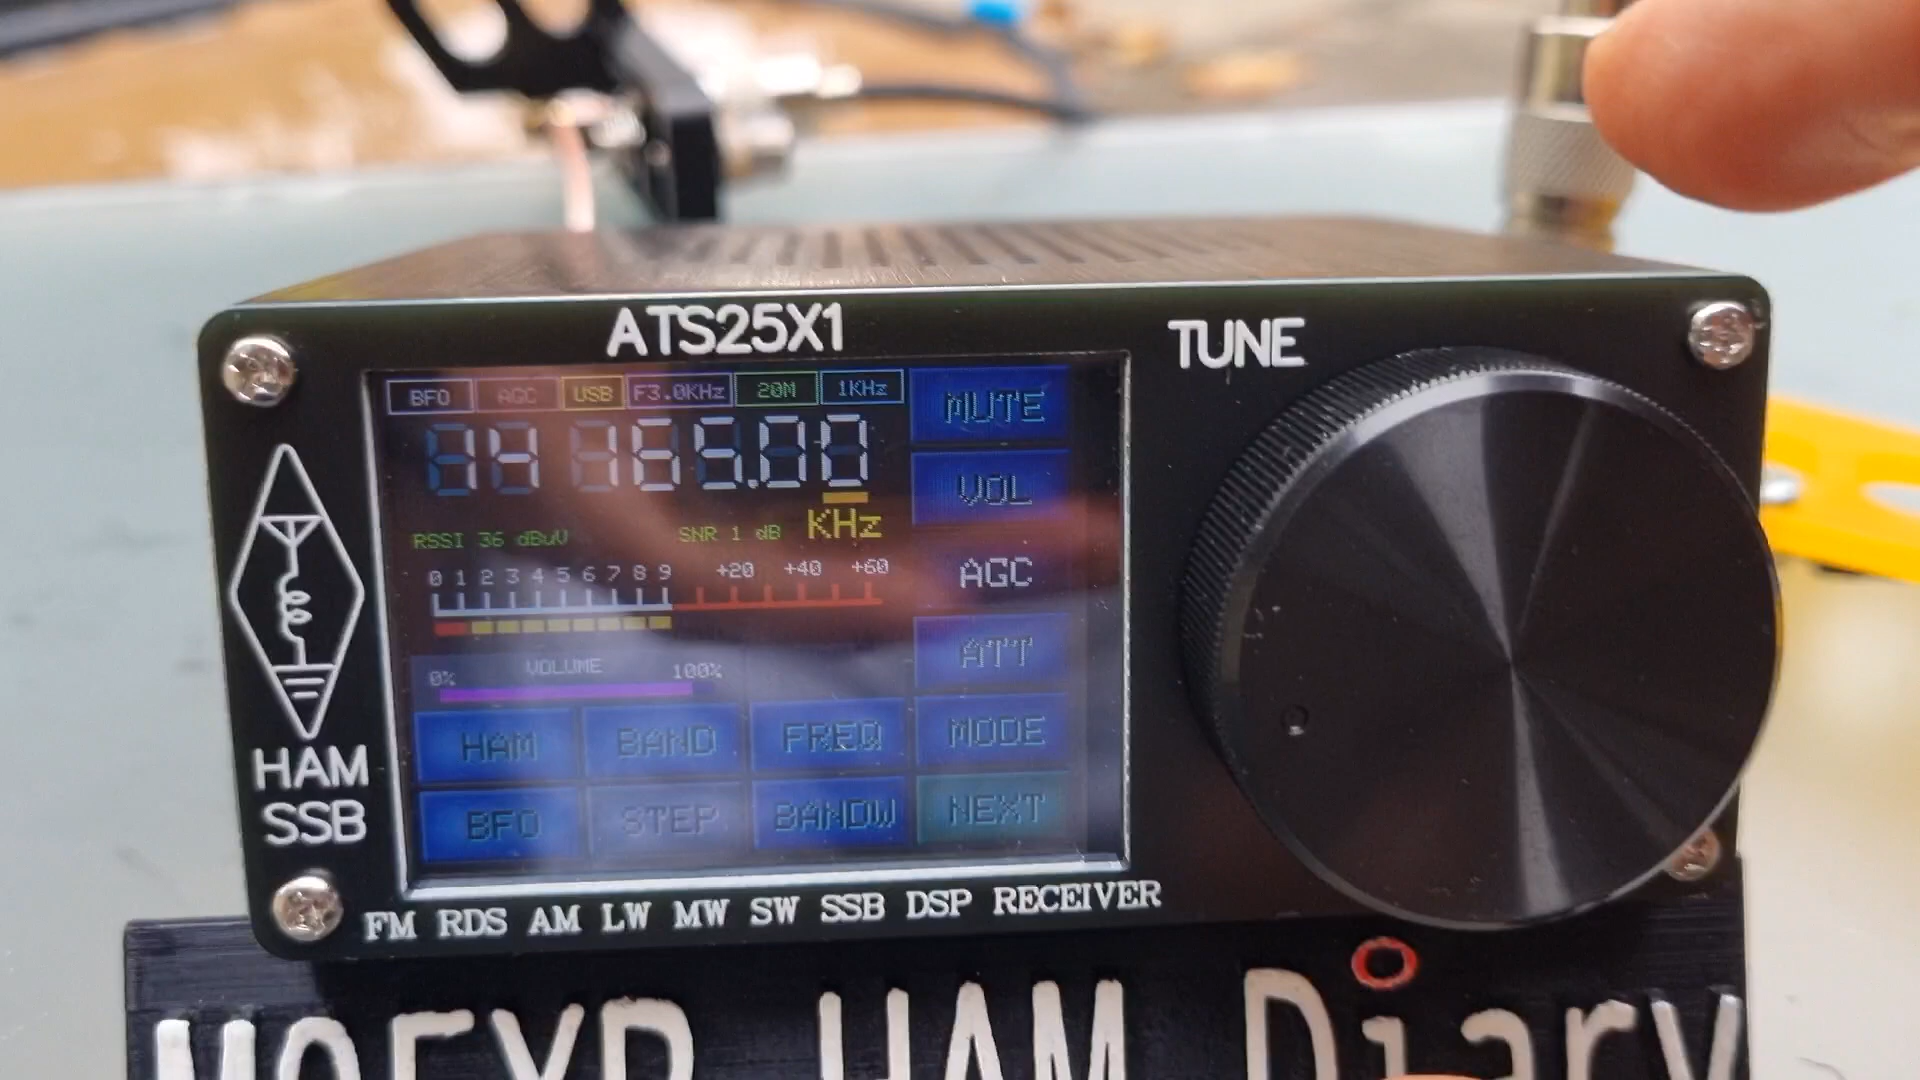 ATS25X1
TUNE
BFO AGC USB F3.0KHz 20M 1KHz
MUTE
14 165.00
VOL
KHz
RSSI 36 dBuV SNR 1 dB
0 1 2 3 4 5 6 7 8 9 +20 +40 +60
AGC
ATT
0% VOLUME 100%
HAM BAND FREQ MODE
BFO STEP BANDW NEXT
HAM
SSB
FM RDS AM LW MW SW SSB DSP RECEIVER
HAM Diary